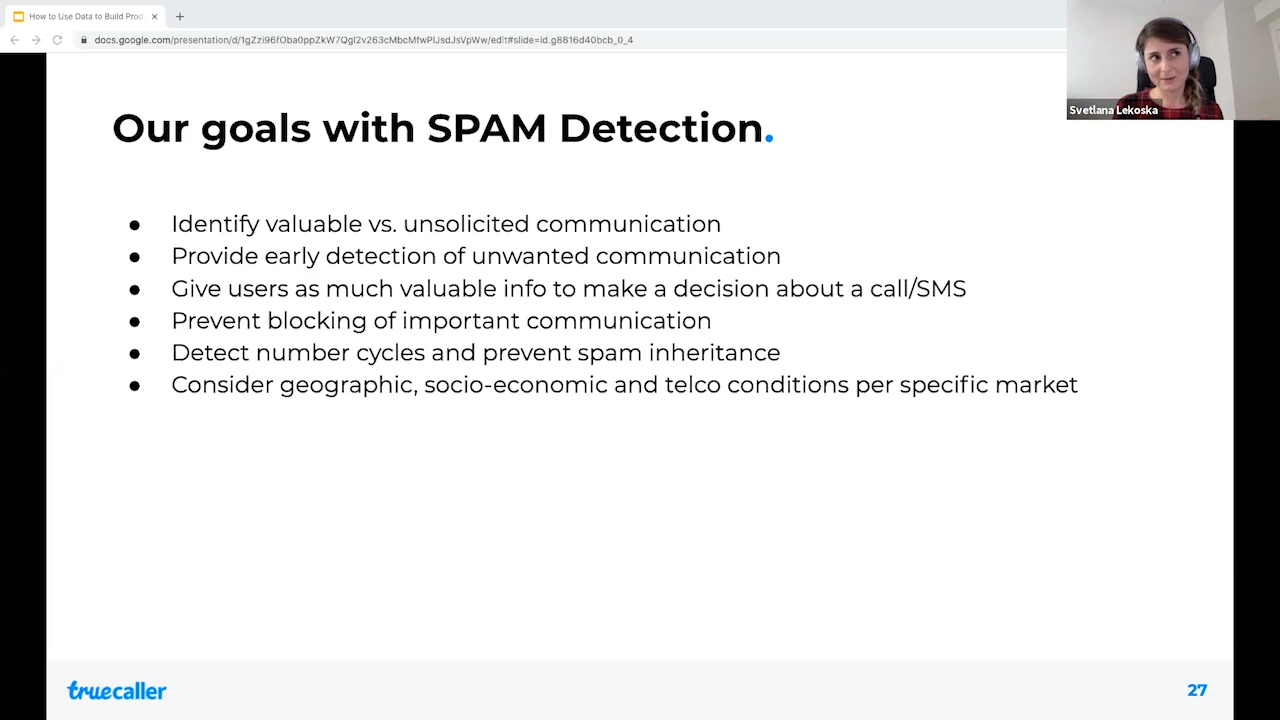 How to Use Data to Build Prod
docs.google.com/presentation/d/1gZzi96fOba0ppZkW7QgI2v263cMbcMfwPlJsdJsVpWw/edit#slide=id.g8816d40bcb_0_4
Svetlana Lekoska
Our goals with SPAM Detection.
● Identify valuable vs. unsolicited communication
● Provide early detection of unwanted communication
● Give users as much valuable info to make a decision about a call/SMS
● Prevent blocking of important communication
● Detect number cycles and prevent spam inheritance
● Consider geographic, socio-economic and telco conditions per specific market
truecaller
27